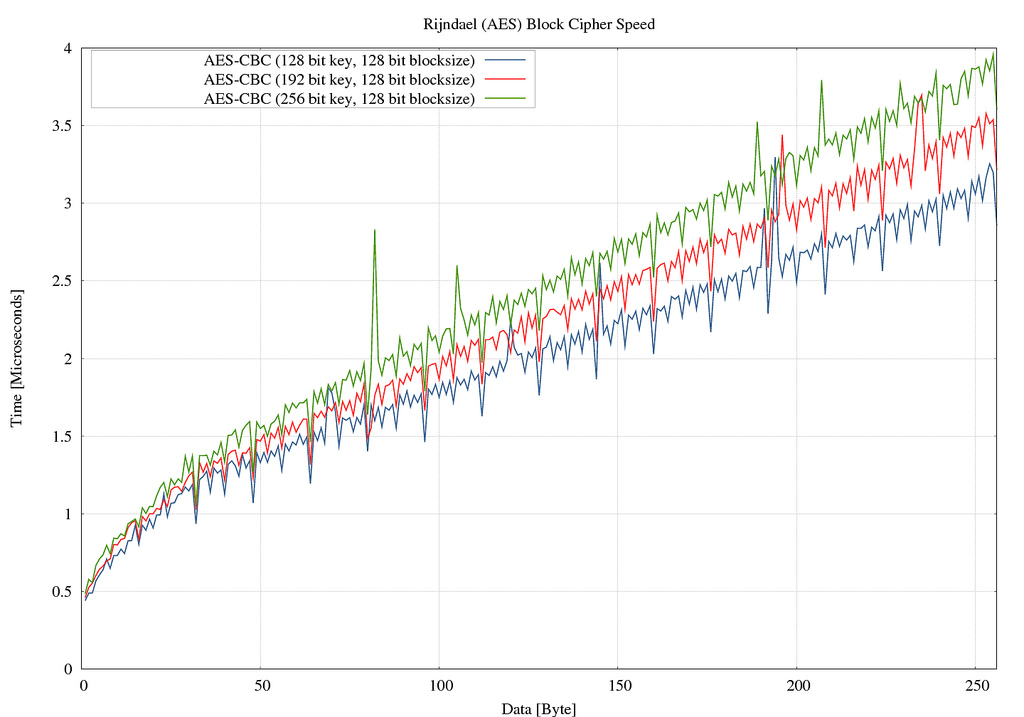 Rijndael (AES) Block Cipher Speed
AES-CBC (128 bit key, 128 bit blocksize)
AES-CBC (192 bit key, 128 bit blocksize)
AES-CBC (256 bit key, 128 bit blocksize)
4
3.5
3
2.5
2
1.5
1
0.5
0
Time [Microseconds]
0 50 100 150 200 250
Data [Byte]